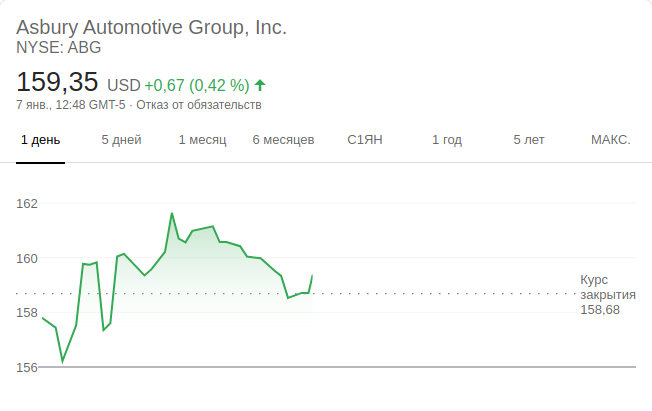 Asbury Automotive Group, Inc.
NYSE: ABG
159,35 USD +0,67 (0,42 %)
7 янв., 12:48 GMT-5 · Отказ от обязательств
1 день 5 дней 1 месяц 6 месяцев С1ЯН 1 год 5 лет МАКС.
162
160
Курс
закрытия
158,68
158
156